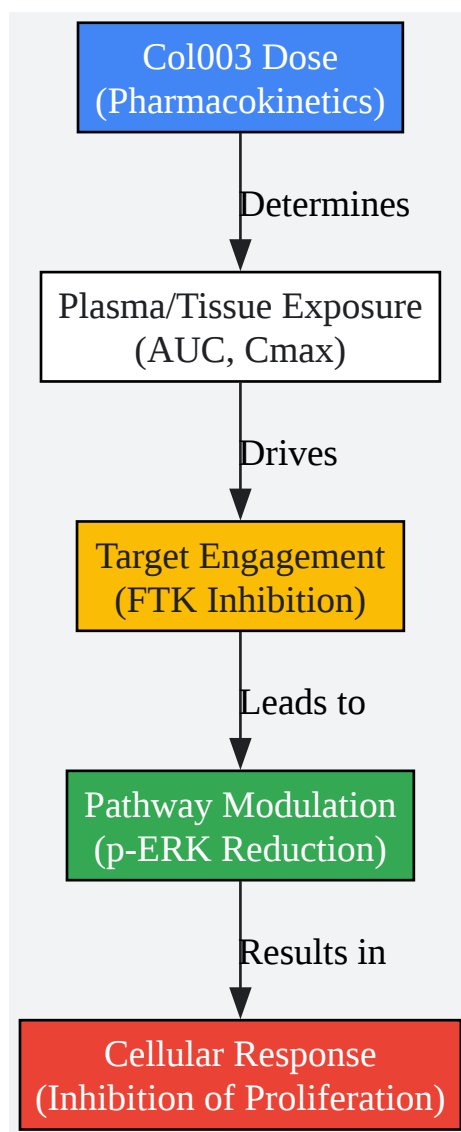 Col003 Dose
(Pharmacokinetics)
Determines
Plasma/Tissue Exposure
(AUC, Cmax)
Drives
Target Engagement
(FTK Inhibition)
Leads to
Pathway Modulation
(p-ERK Reduction)
Results in
Cellular Response
(Inhibition of Proliferation)